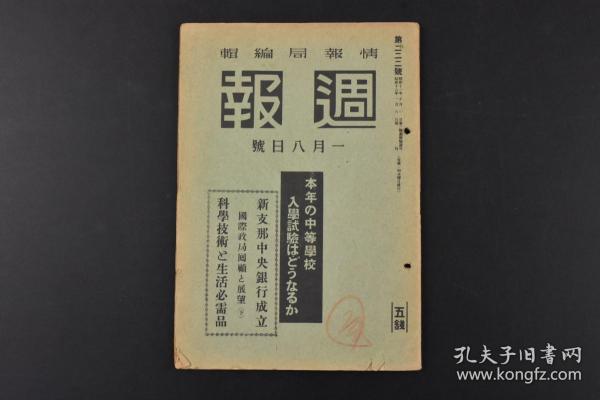 輯編局報情
報週
號日八月一
第二二二號
本年の中等學校
入學試驗はどうなるか
新支那中央銀行成立
國際政局回顧と展望(下)
科學技術と生活必需品
五錢
孔夫子旧书网
www.kongfz.com